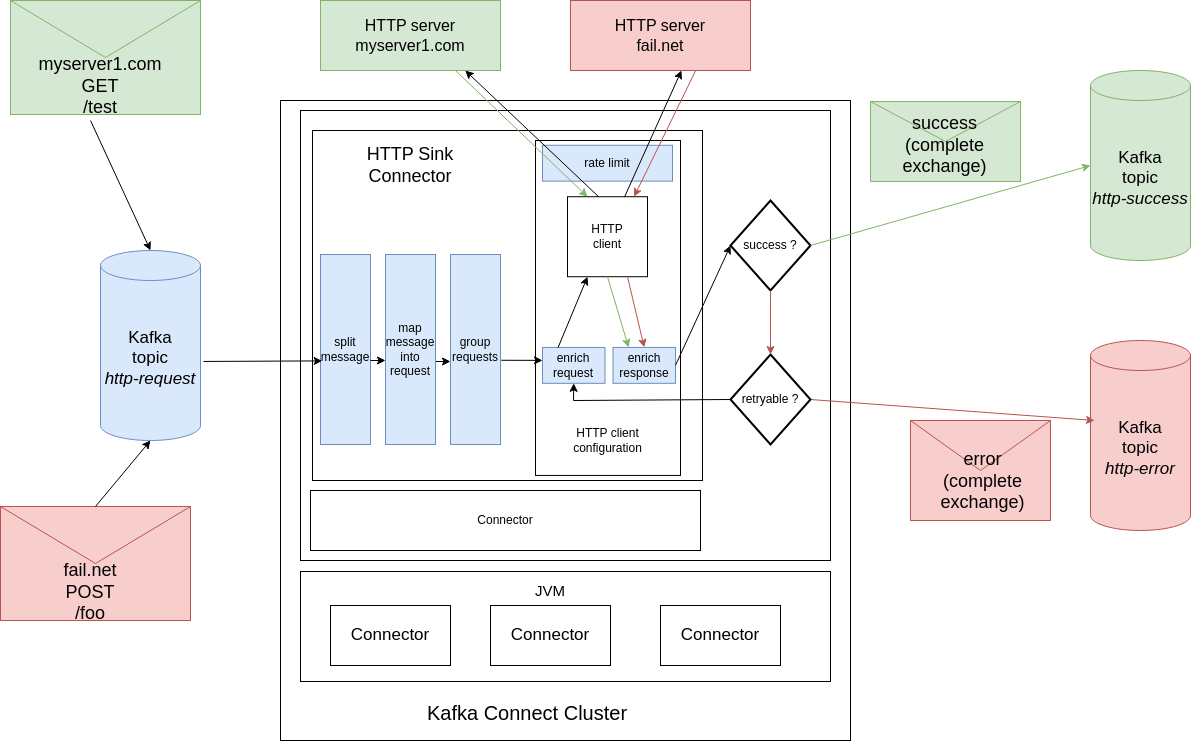 myserver1.com
GET
/test
HTTP server
myserver1.com
HTTP server
fail.net
success
(complete
exchange)
Kafka
topic
http-success
HTTP Sink
Connector
rate limit
HTTP
client
success ?
Kafka
topic
http-request
split
message
map
message
into
request
group
requests
enrich
request
enrich
response
retryable ?
HTTP client
configuration
error
(complete
exchange)
Kafka
topic
http-error
Connector
fail.net
POST
/foo
JVM
Connector
Connector
Connector
Kafka Connect Cluster